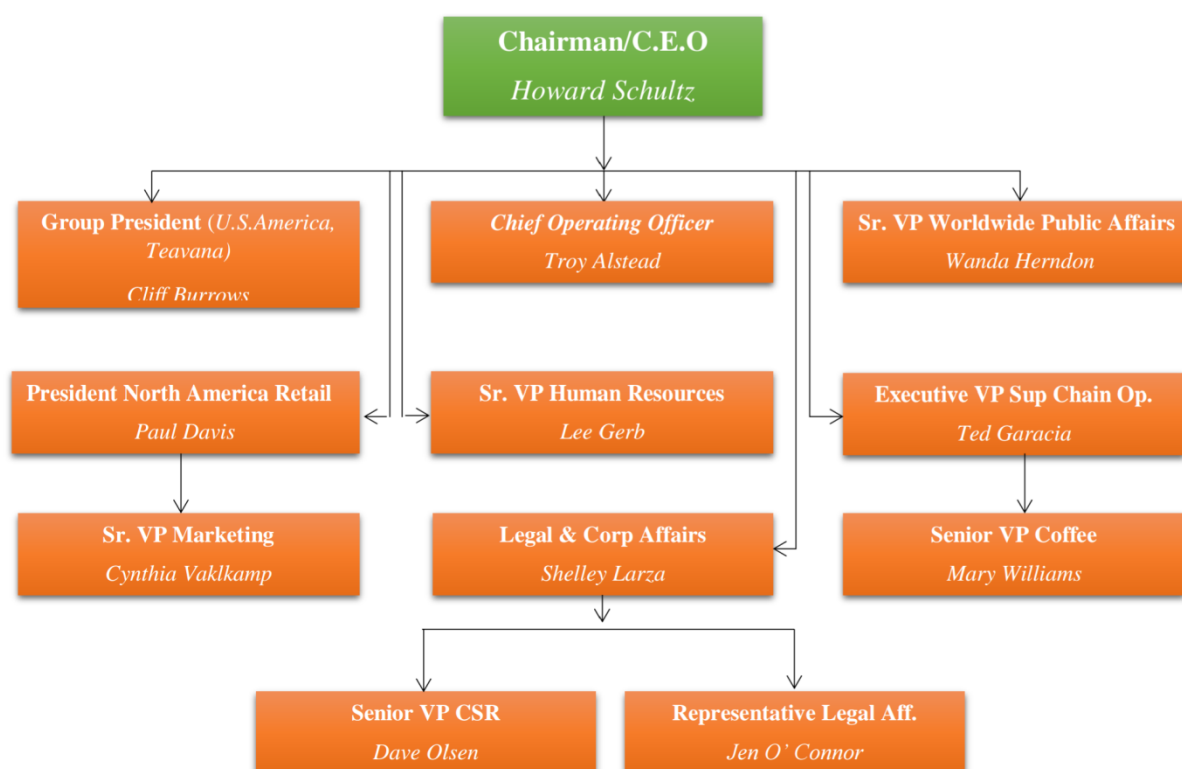 Chairman/C.E.O
Howard Schultz
Group President (U.S.America,
Teavana)
Cliff Burrows
Chief Operating Officer
Troy Alstead
Sr. VP Worldwide Public Affairs
Wanda Herndon
President North America Retail
Paul Davis
Sr. VP Human Resources
Lee Gerb
Executive VP Sup Chain Op.
Ted Garacia
Sr. VP Marketing
Cynthia Vaklkamp
Legal & Corp Affairs
Shelley Larza
Senior VP Coffee
Mary Williams
Senior VP CSR
Dave Olsen
Representative Legal Aff.
Jen O’ Connor